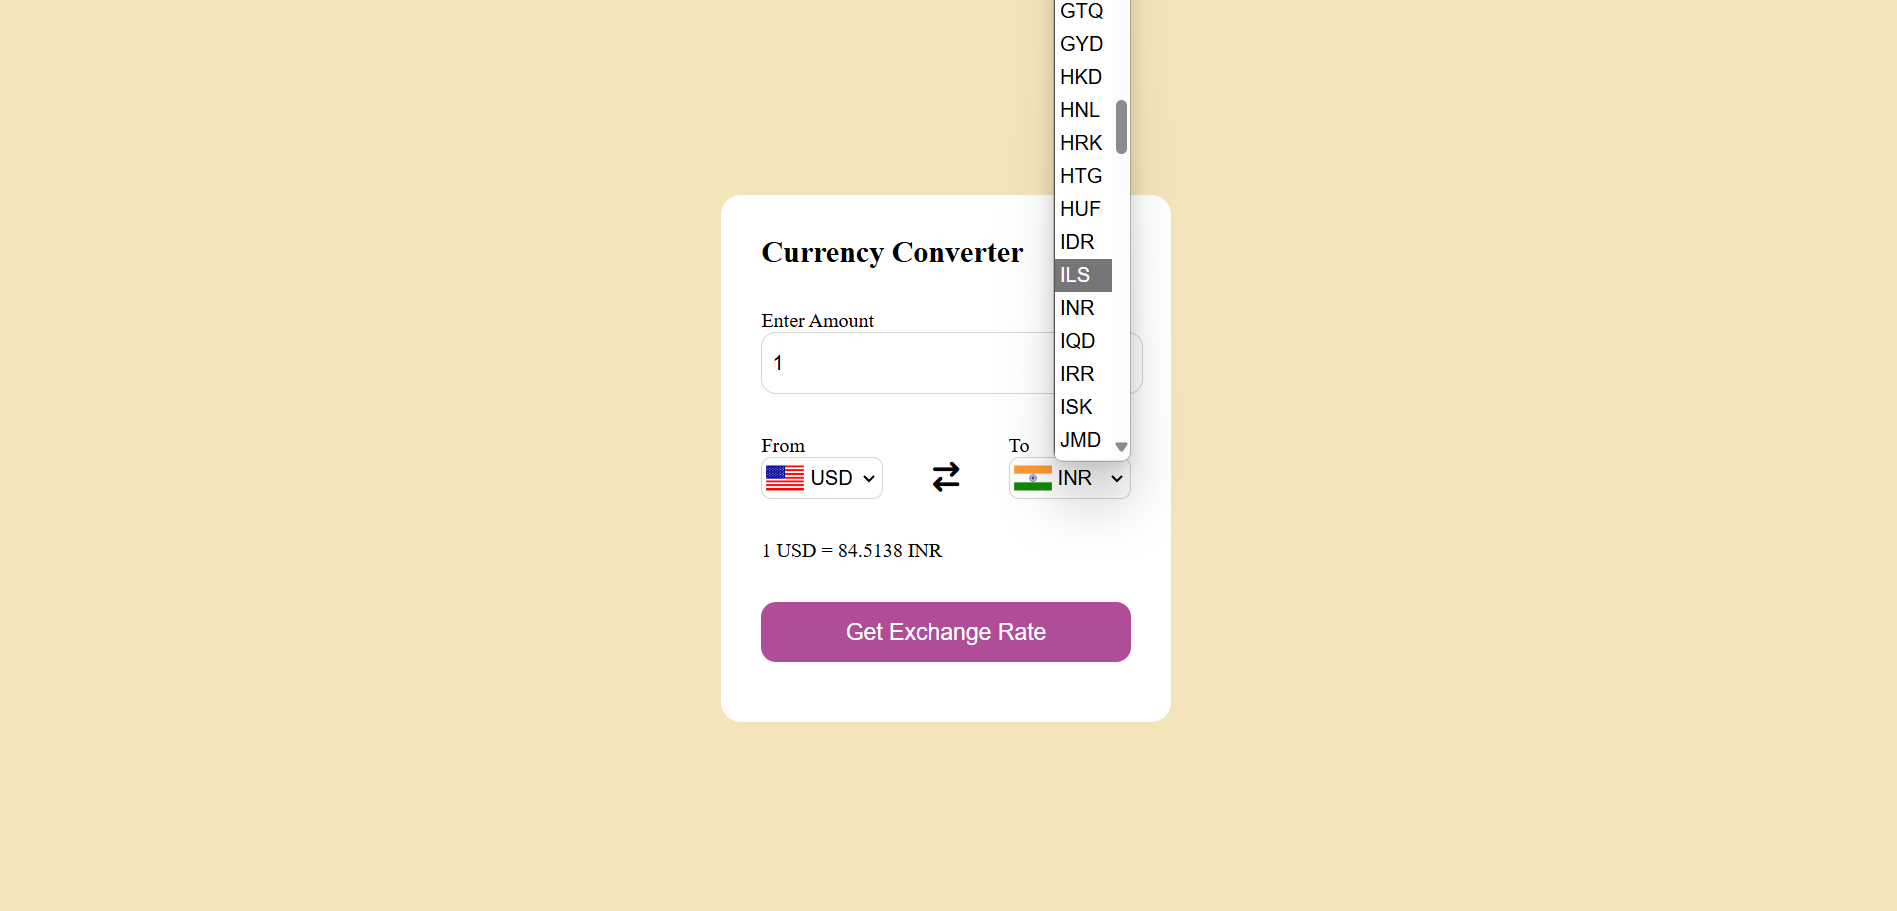 GTQ
GYD
HKD
HNL
HRK
HTG
HUF
IDR
ILS
INR
IQD
IRR
ISK
JMD
Currency Converter
Enter Amount
1
From
To
USD
INR
1 USD = 84.5138 INR
Get Exchange Rate